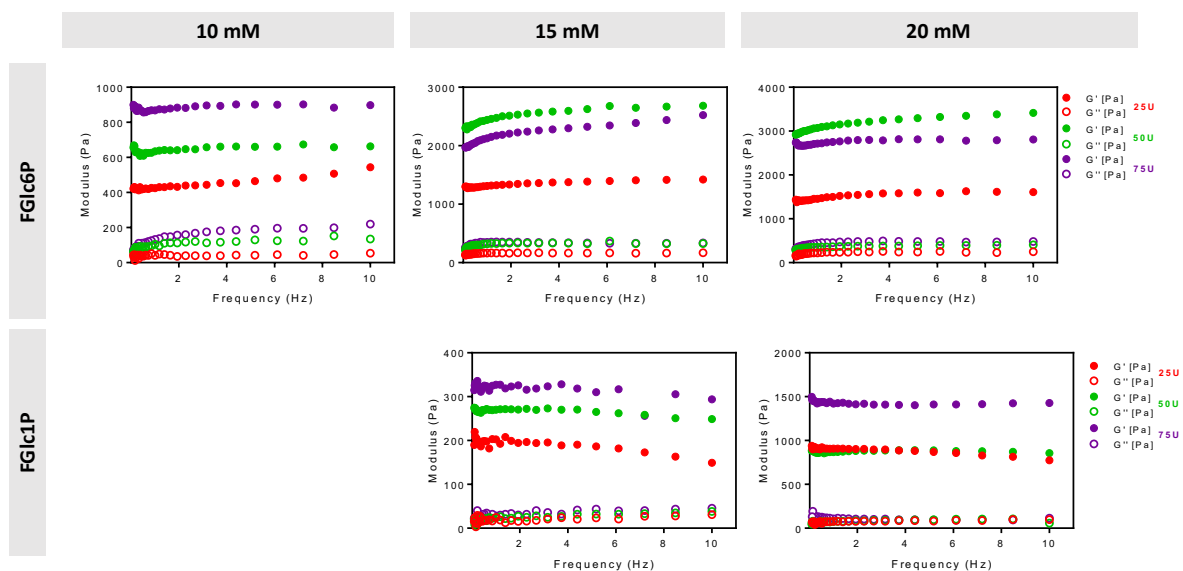 10 mM
15 mM
20 mM
FGlc6P
1000
800
600
400
200
0
Modulus (Pa)
2
4
6
8
10
Frequency (Hz)
3000
2000
1000
0
Modulus (Pa)
2
4
6
8
10
Frequency (Hz)
4000
3000
2000
1000
0
Modulus (Pa)
2
4
6
8
10
Frequency (Hz)
G' [Pa]
25U
G'' [Pa]
G' [Pa]
50U
G'' [Pa]
G' [Pa]
75U
G'' [Pa]
FGlc1P
400
300
200
100
0
Modulus (Pa)
2
4
6
8
10
Frequency (Hz)
2000
1500
1000
500
0
Modulus (Pa)
2
4
6
8
10
Frequency (Hz)
G' [Pa]
25U
G'' [Pa]
G' [Pa]
50U
G'' [Pa]
G' [Pa]
75U
G'' [Pa]